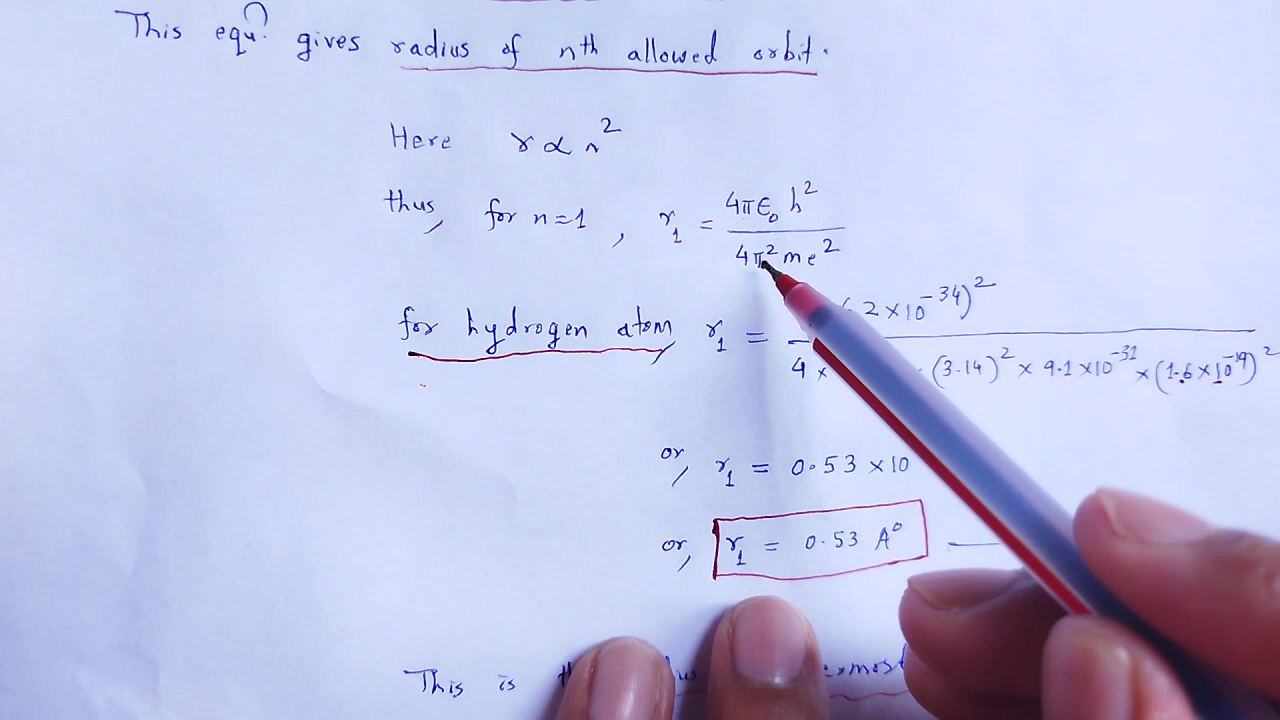 This equⁿ. gives radius of nth allowed orbit.
Here r ∝ n²
thus, for n=1, r₁ = 4πϵ₀ h² / 4π² m e²
for hydrogen atom, r₁ = 2 × 10⁻³⁴)² / 4 × (3.14)² × 9.1 × 10⁻³¹ × (1.6 × 10⁻¹⁹)²
or, r₁ = 0.53 × 10
or, r₁ = 0.53 A⁰
This is